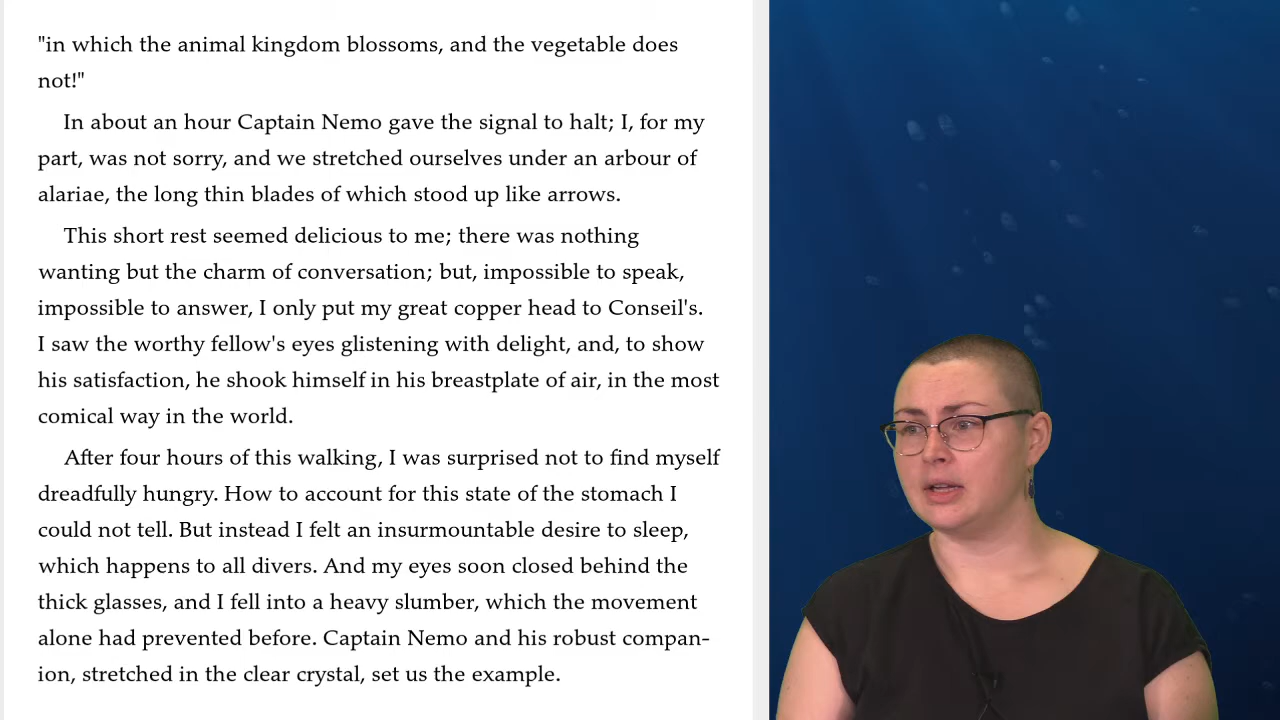 "in which the animal kingdom blossoms, and the vegetable does
not!"
In about an hour Captain Nemo gave the signal to halt; I, for my
part, was not sorry, and we stretched ourselves under an arbour of
alariae, the long thin blades of which stood up like arrows.
This short rest seemed delicious to me; there was nothing
wanting but the charm of conversation; but, impossible to speak,
impossible to answer, I only put my great copper head to Conseil's.
I saw the worthy fellow's eyes glistening with delight, and, to show
his satisfaction, he shook himself in his breastplate of air, in the most
comical way in the world.
After four hours of this walking, I was surprised not to find myself
dreadfully hungry. How to account for this state of the stomach I
could not tell. But instead I felt an insurmountable desire to sleep,
which happens to all divers. And my eyes soon closed behind the
thick glasses, and I fell into a heavy slumber, which the movement
alone had prevented before. Captain Nemo and his robust compan-
ion, stretched in the clear crystal, set us the example.